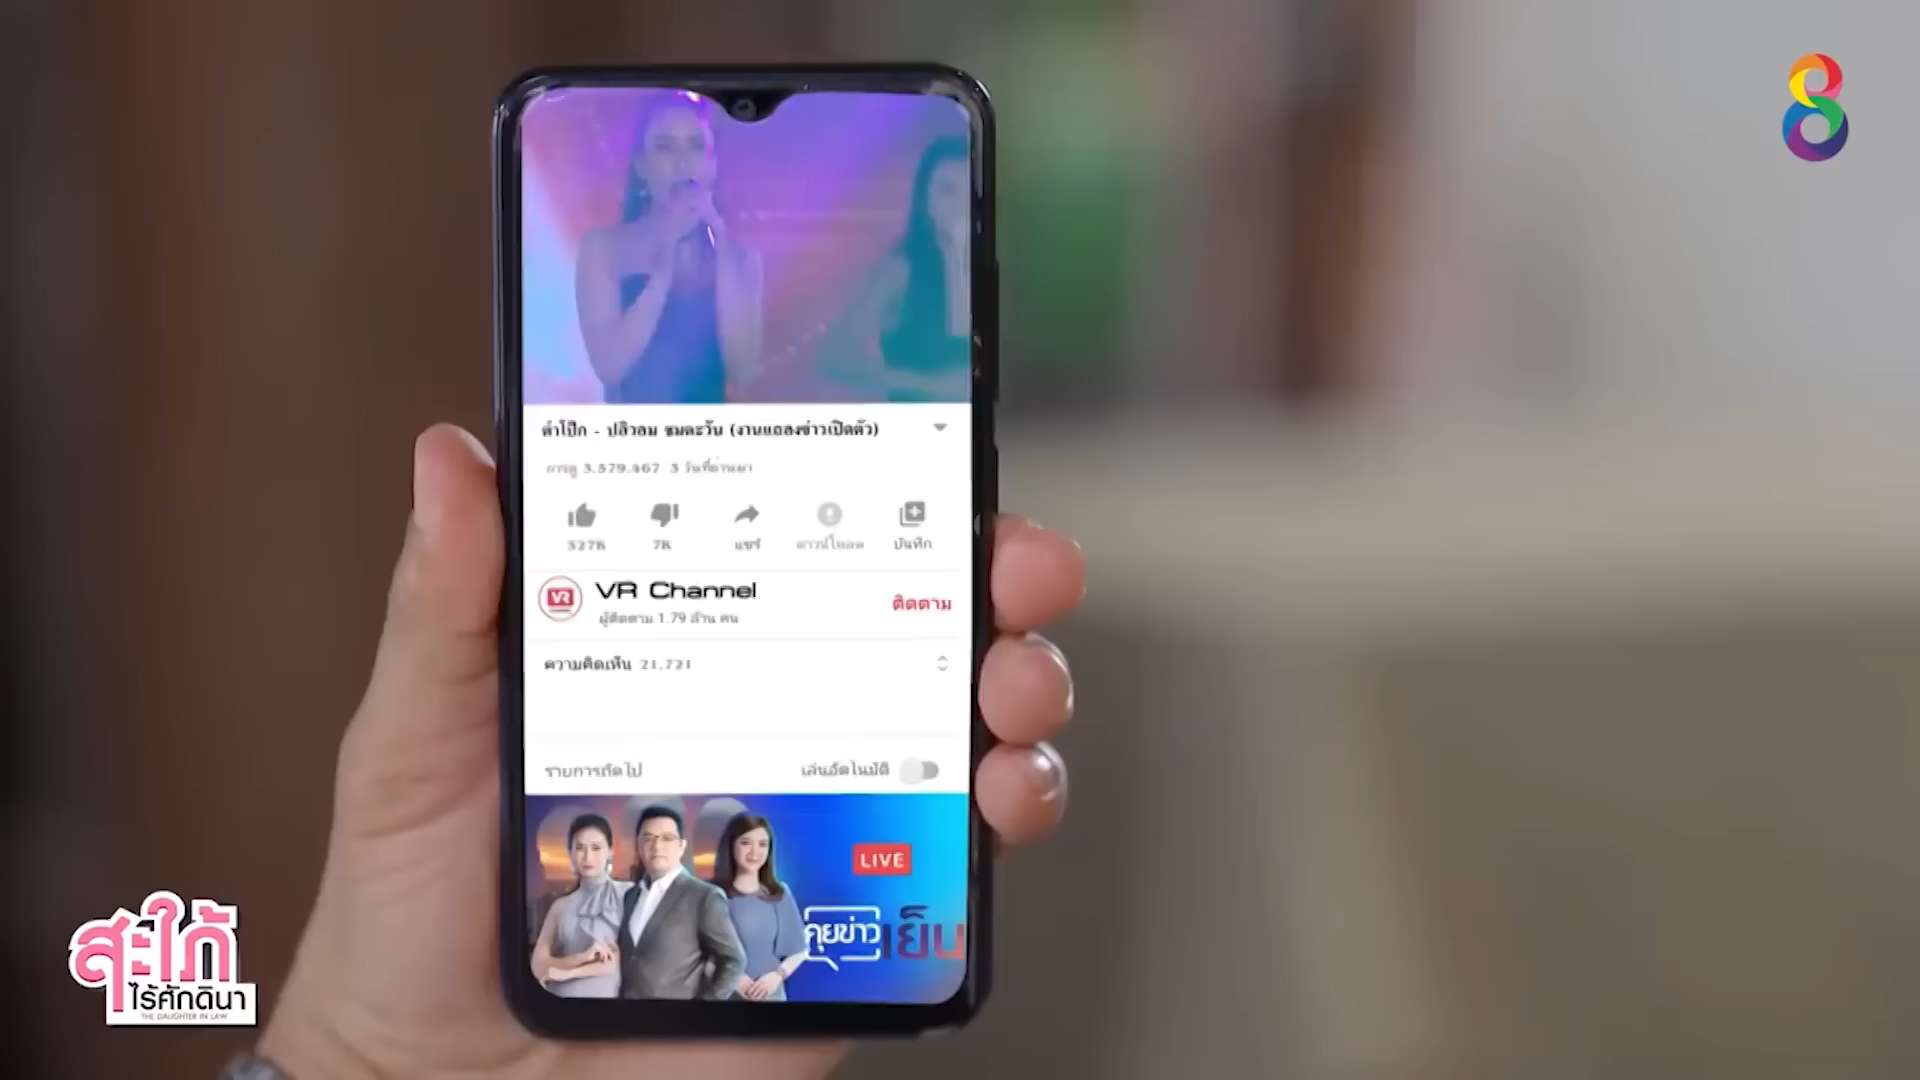 8
คำโป๊ก - ปลิวลม ชมตะวัน (งานแถลงข่าวเปิดตัว)
การดู 3.579.467 3 วันที่ผ่านมา
327K
7K
แชร์
ดาวน์โหลด
บันทึก
VR
VR Channel
ผู้ติดตาม 1.79 ล้าน คน
ติดตาม
ความคิดเห็น 21.721
รายการถัดไป
เล่นอัตโนมัติ
LIVE
คุยข่าวเย็น
สะใภ้
ไร้ศักดินา
THE DAUGHTER IN LAW